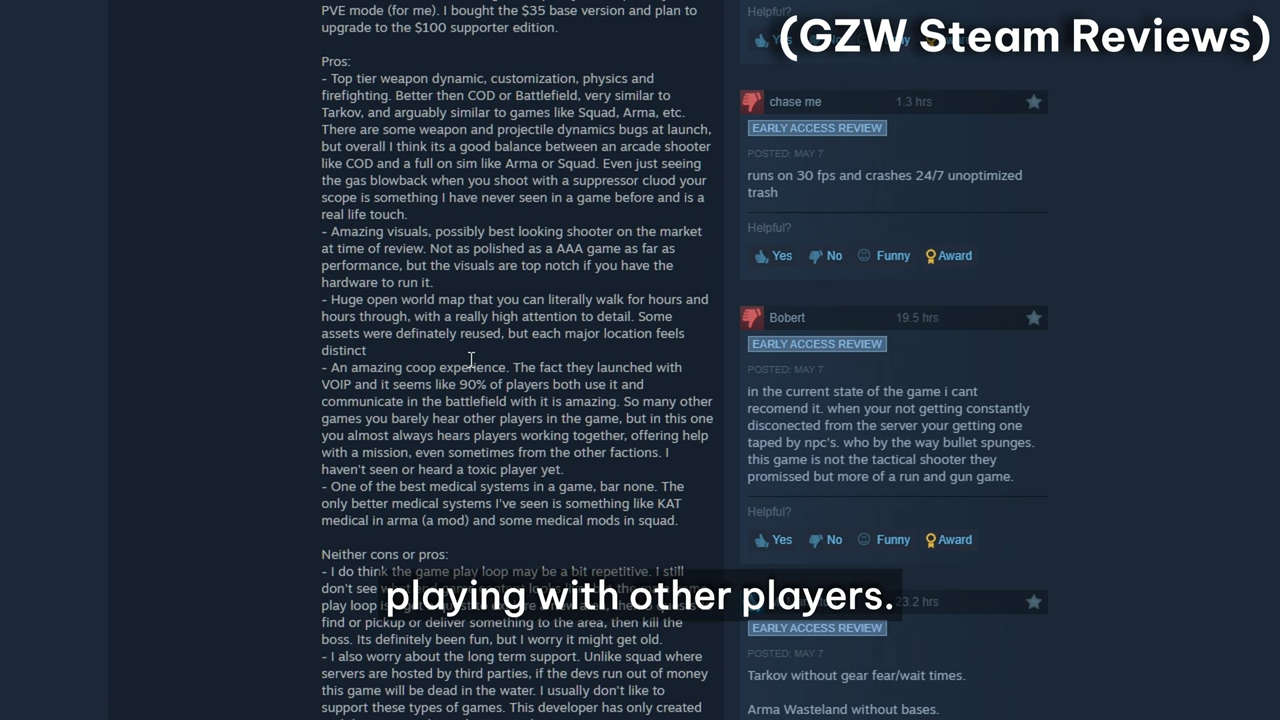 PVE mode (for me). I bought the $35 base version and plan to
upgrade to the $100 supporter edition.
Pros:
- Top tier weapon dynamic, customization, physics and
firefighting. Better then COD or Battlefield, very similar to
Tarkov, and arguably similar to games like Squad, Arma, etc.
There are some weapon and projectile dynamics bugs at launch,
but overall I think its a good balance between an arcade shooter
like COD and a full on sim like Arma or Squad. Even just seeing
the gas blowback when you shoot with a suppressor cluod your
scope is something I have never seen in a game before and is a
real life touch.
- Amazing visuals, possibly best looking shooter on the market
at time of review. Not as polished as a AAA game as far as
performance, but the visuals are top notch if you have the
hardware to run it.
- Huge open world map that you can literally walk for hours and
hours through, with a really high attention to detail. Some
assets were definately reused, but each major location feels
distinct
- An amazing coop experience. The fact they launched with
VOIP and it seems like 90% of players both use it and
communicate in the battlefield with it is amazing. So many other
games you barely hear other players in the game, but in this one
you almost always hears players working together, offering help
with a mission, even sometimes from the other factions. I
haven't seen or heard a toxic player yet.
- One of the best medical systems in a game, bar none. The
only better medical systems I've seen is something like KAT
medical in arma (a mod) and some medical mods in squad.
Neither cons or pros:
- I do think the game play loop may be a bit repetitive. I still
don't see
play loop
find or pickup or deliver something to the area, then kill the
boss. Its definitely been fun, but I worry it might get old.
- I also worry about the long term support. Unlike squad where
servers are hosted by third parties, if the devs run out of money
this game will be dead in the water. I usually don't like to
support these types of games. This developer has only created
Helpful?
(GZW Steam Reviews)
chase me 1.3 hrs
EARLY ACCESS REVIEW
POSTED: MAY 7
runs on 30 fps and crashes 24/7 unoptimized
trash
Helpful?
Yes No Funny Award
Bobert 19.5 hrs
EARLY ACCESS REVIEW
POSTED: MAY 7
in the current state of the game i cant
recomend it. when your not getting constantly
disconected from the server your getting one
taped by npc's. who by the way bullet spunges.
this game is not the tactical shooter they
promissed but more of a run and gun game.
Helpful?
Yes No Funny Award
playing with other players.
23.2 hrs
EARLY ACCESS REVIEW
POSTED: MAY 7
Tarkov without gear fear/wait times.
Arma Wasteland without bases.